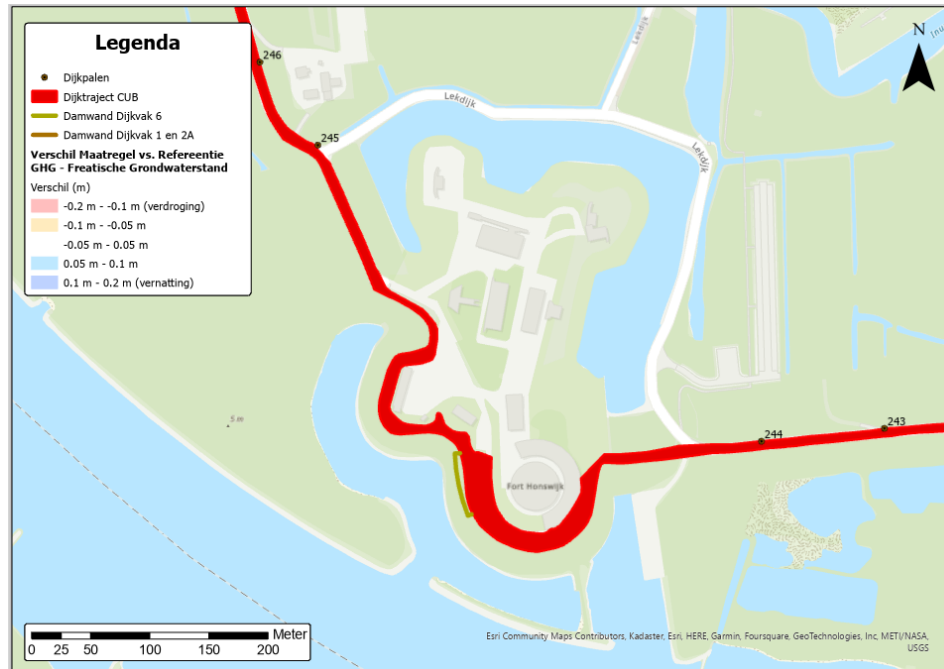 Legenda
Dijkpalen
Dijktraject CUB
Damwand Dijkvak 6
Damwand Dijkvak 1 en 2A
Verschil Maatregel vs. Refereentie
GHG - Freatische Grondwaterstand
Verschil (m)
-0.2 m - -0.1 m (verdroging)
-0.1 m - -0.05 m
-0.05 m - 0.05 m
0.05 m - 0.1 m
0.1 m - 0.2 m (vernatting)
246
245
Lekdijk
Lekdijk
Lekdijk
N
5 m
244
243
Fort Honswijk
Meter
0 25 50 100 150 200
Esri Community Maps Contributors, Kadaster, Esri, HERE, Garmin, Foursquare, GeoTechnologies, Inc, METI/NASA,
USGS